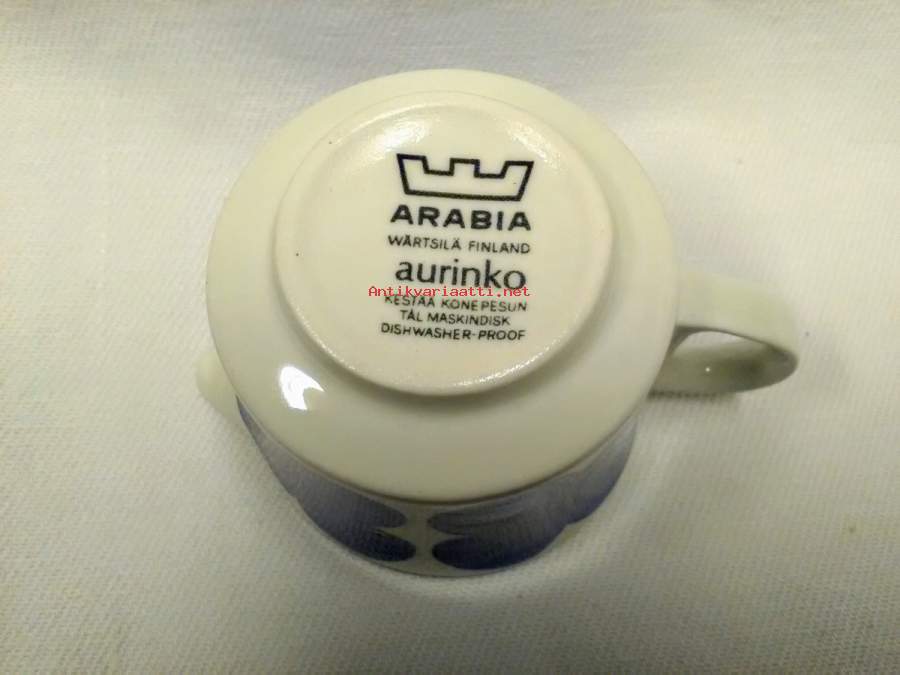 ARABIA
WÄRTSILÄ FINLAND
aurinko
Antikvariaatti.net
KESTÄÄ KONEPESUN
TÅL MASKINDISK
DISHWASHER-PROOF